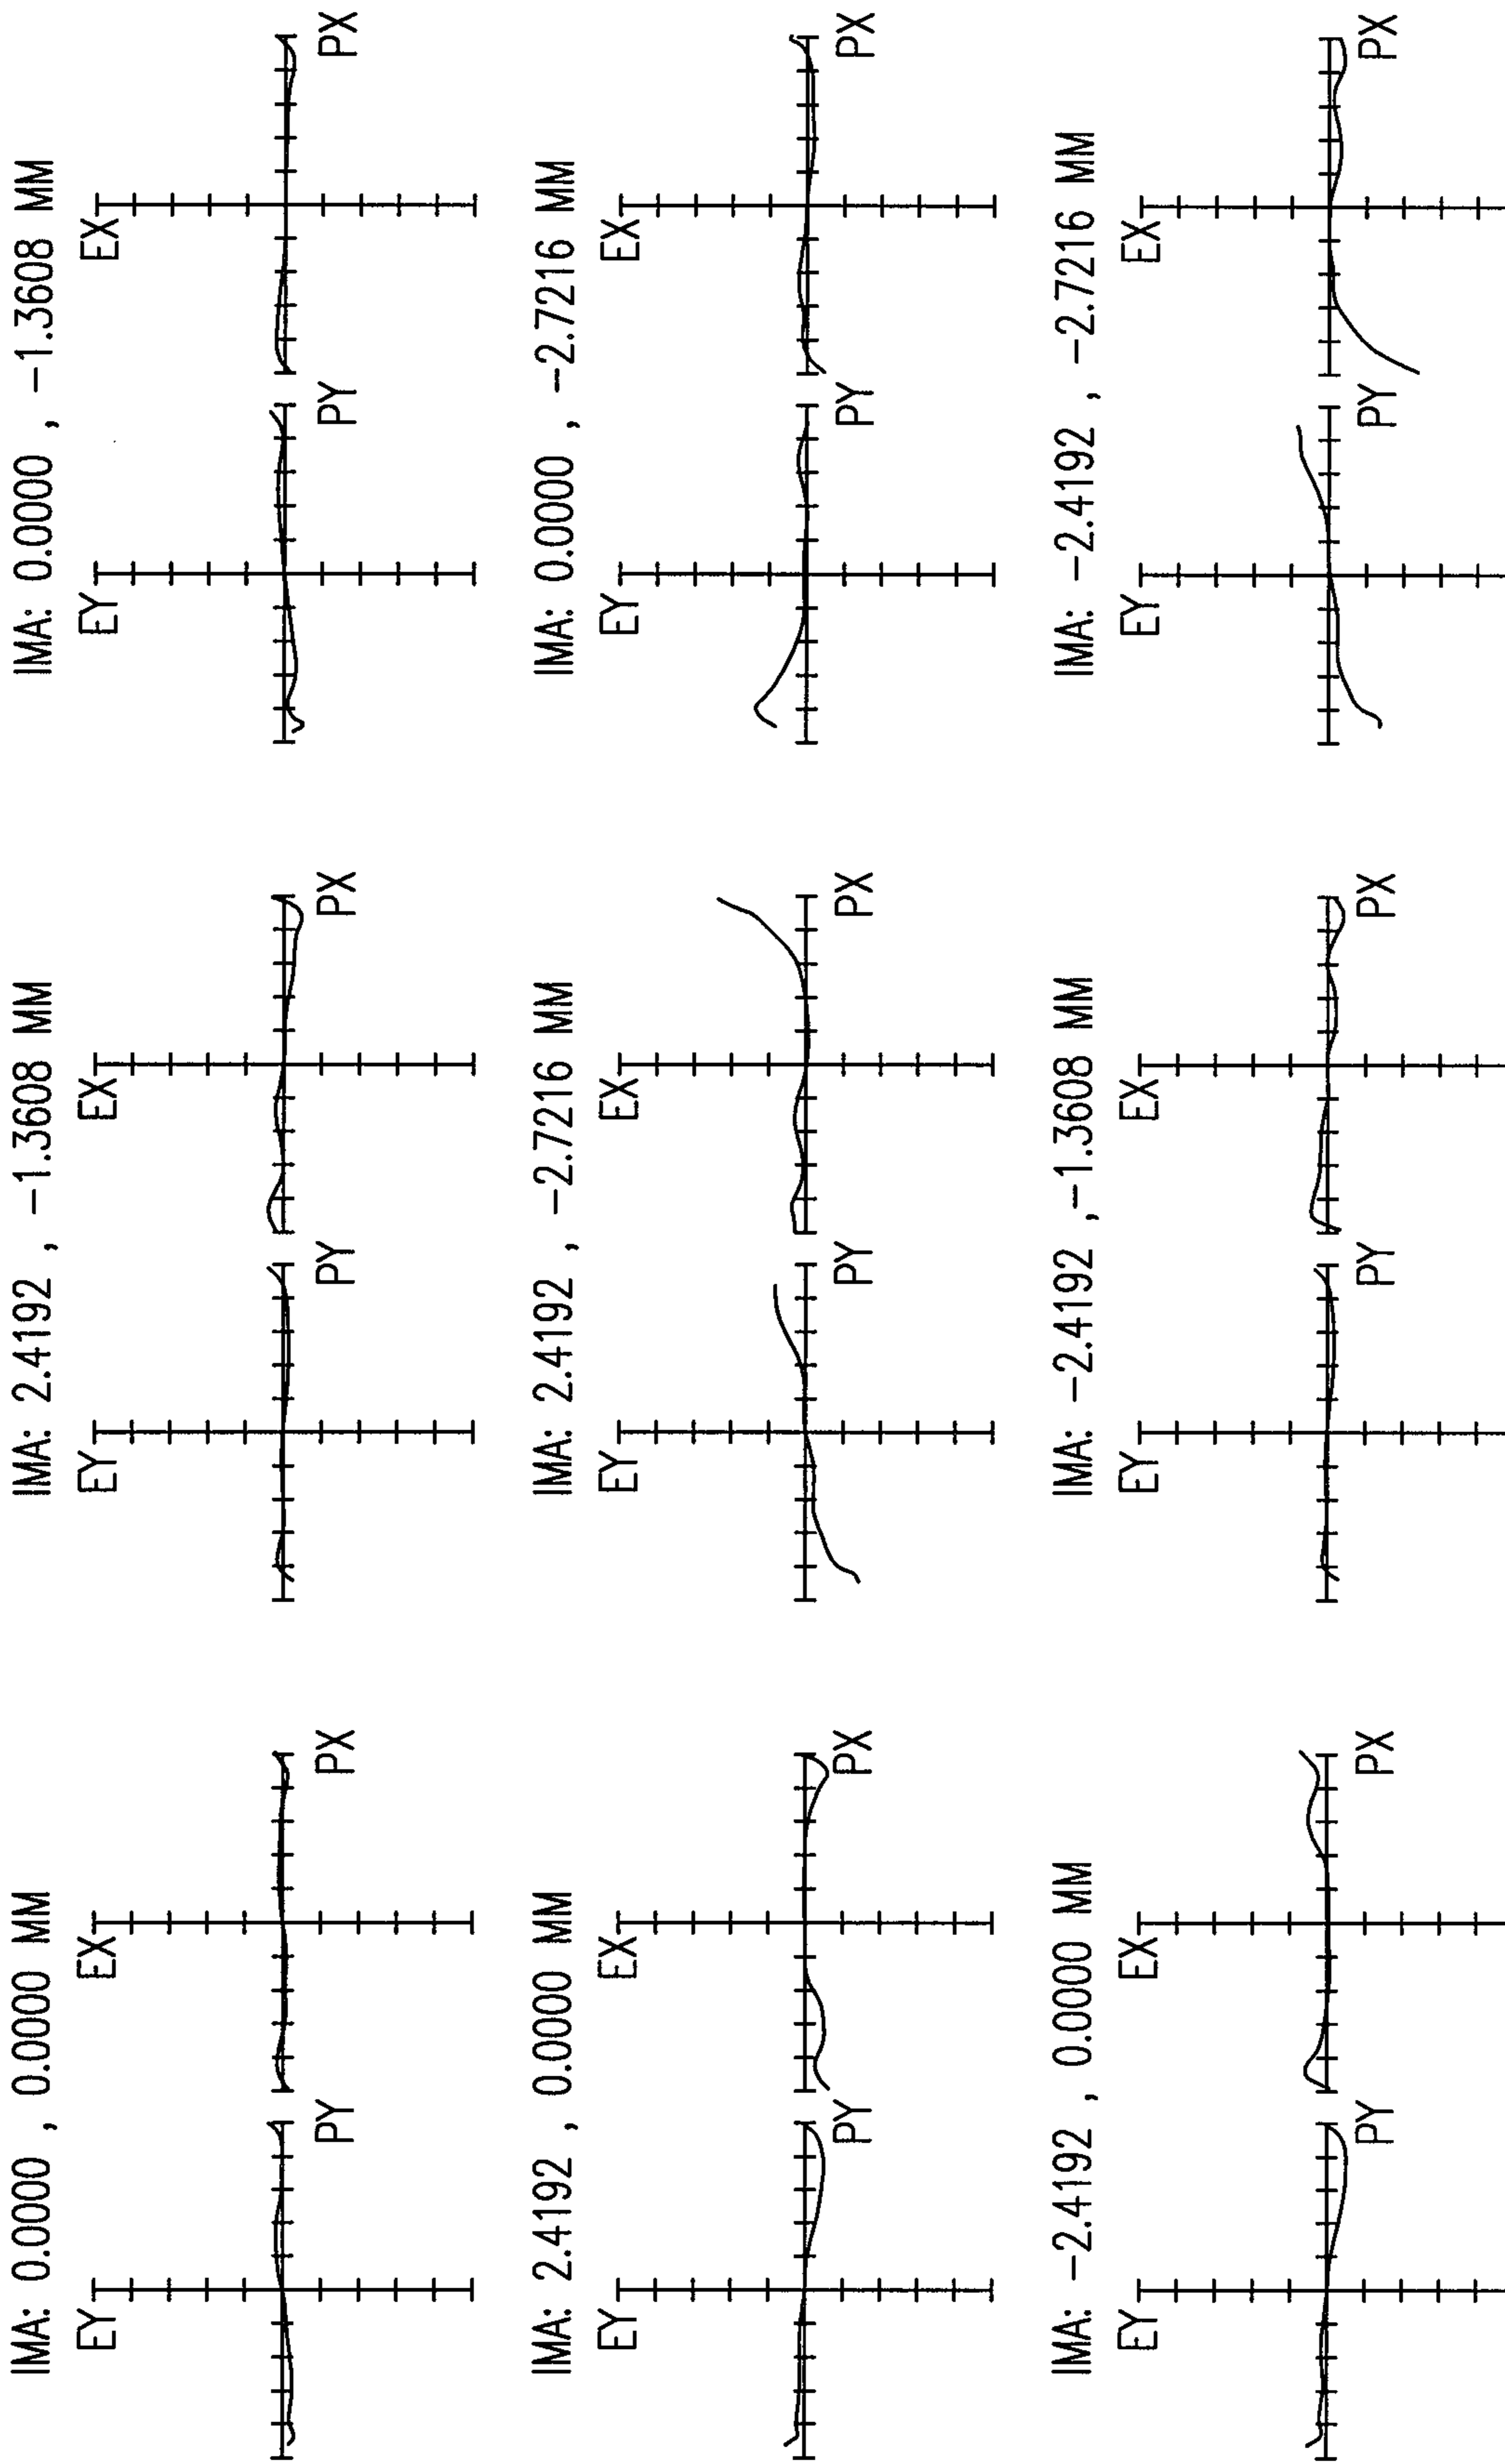 IMA: 0.0000 , 0.0000 MM
EY EX
PY PX
IMA: 2.4192 , −1.3608 MM
EY EX
PY PX
IMA: 0.0000 , −1.3608 MM
EY EX
PY PX
IMA: 2.4192 , 0.0000 MM
EY EX
PY PX
IMA: 2.4192 , −2.7216 MM
EY EX
PY PX
IMA: 0.0000 , −2.7216 MM
EY EX
PY PX
IMA: −2.4192 , 0.0000 MM
EY EX
PY PX
IMA: −2.4192 ,−1.3608 MM
EY EX
PY PX
IMA: −2.4192 , −2.7216 MM
EY EX
PY PX